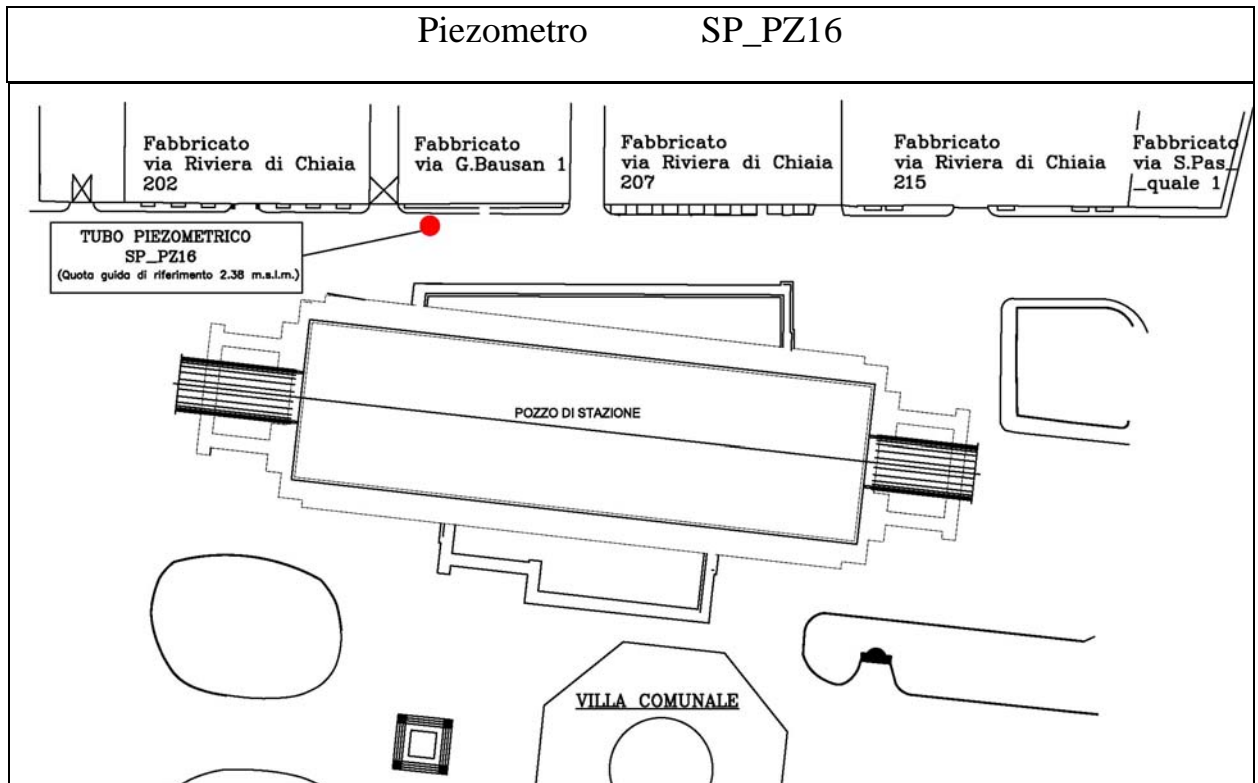 Piezometro SP_PZ16
Fabbricato
via Riviera di Chiaia
202
Fabbricato
via G.Bausan 1
Fabbricato
via Riviera di Chiaia
207
Fabbricato
via Riviera di Chiaia
215
Fabbricato
via S.Pas_
_quale 1
TUBO PIEZOMETRICO
SP_PZ16
(Quota guida di riferimento 2.38 m.s.l.m.)
POZZO DI STAZIONE
VILLA COMUNALE